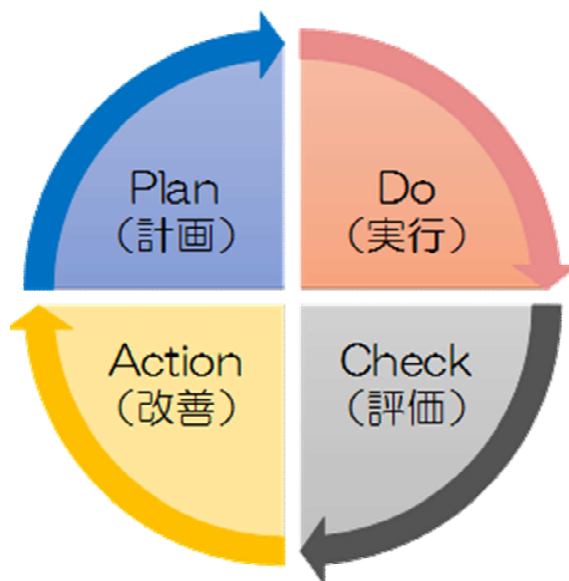 Plan
（計画）
Do
（実行）
Check
（評価）
Action
（改善）